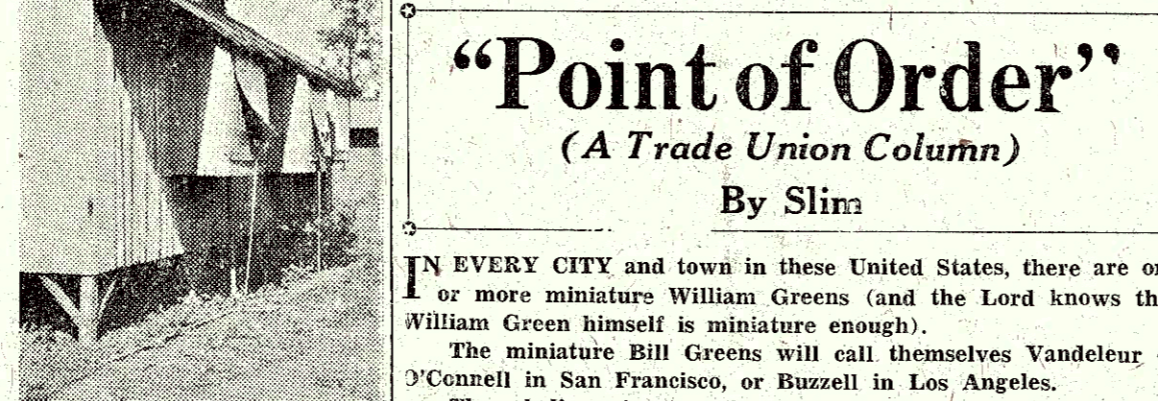 “Point of Order”
(A Trade Union Column)
By Slim
IN EVERY CITY and town in these United States, there are
or more miniature William Greens (and the Lord knows
William Green himself is miniature enough).
The miniature Bill Greens will call themselves Vandeleur
O'Connell in San Francisco, or Buzzell in Los Angeles.